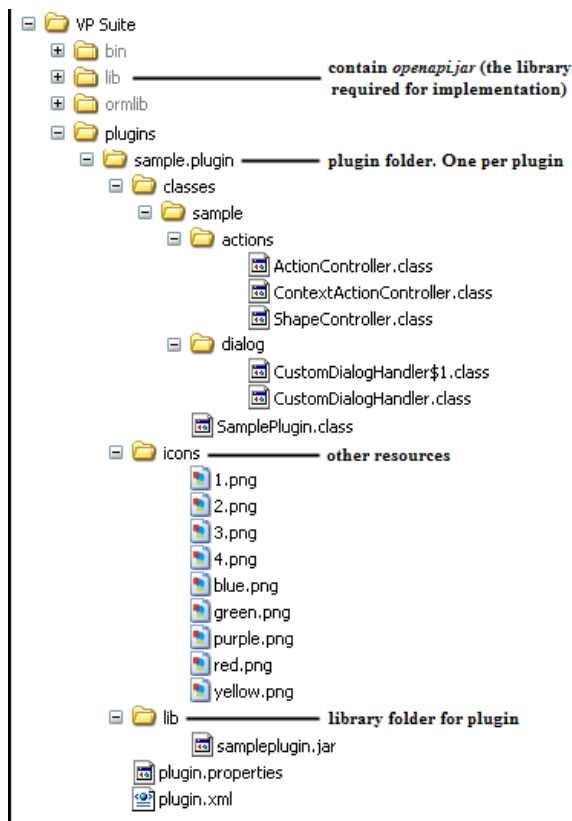 VP Suite
bin
lib contain openapi.jar (the library
required for implementation)
ormlib
plugins
sample.plugin plugin folder. One per plugin
classes
sample
actions
ActionController.class
ContextActionController.class
ShapeController.class
dialog
CustomDialogHandler$1.class
CustomDialogHandler.class
SamplePlugin.class
icons other resources
1.png
2.png
3.png
4.png
blue.png
green.png
purple.png
red.png
yellow.png
lib library folder for plugin
sampleplugin.jar
plugin.properties
plugin.xml